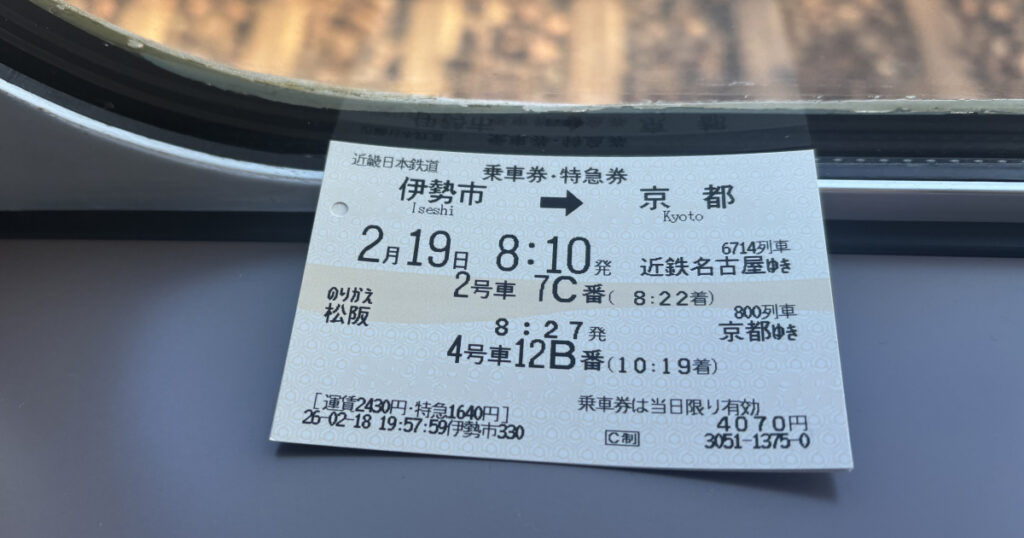 近畿日本鉄道 乗車券・特急券
伊勢市 → 京都
Iseshi Kyoto
2月19日 8:10発 6714列車 近鉄名古屋ゆき
2号車 7C番( 8:22着)
のりかえ
松阪
8:27発 800列車 京都ゆき
4号車12B番(10:19着)
[運賃2430円・特急1640円] 乗車券は当日限り有効
26-02-18 19:57:59伊勢市330 C制 4070円
3051-1375-0